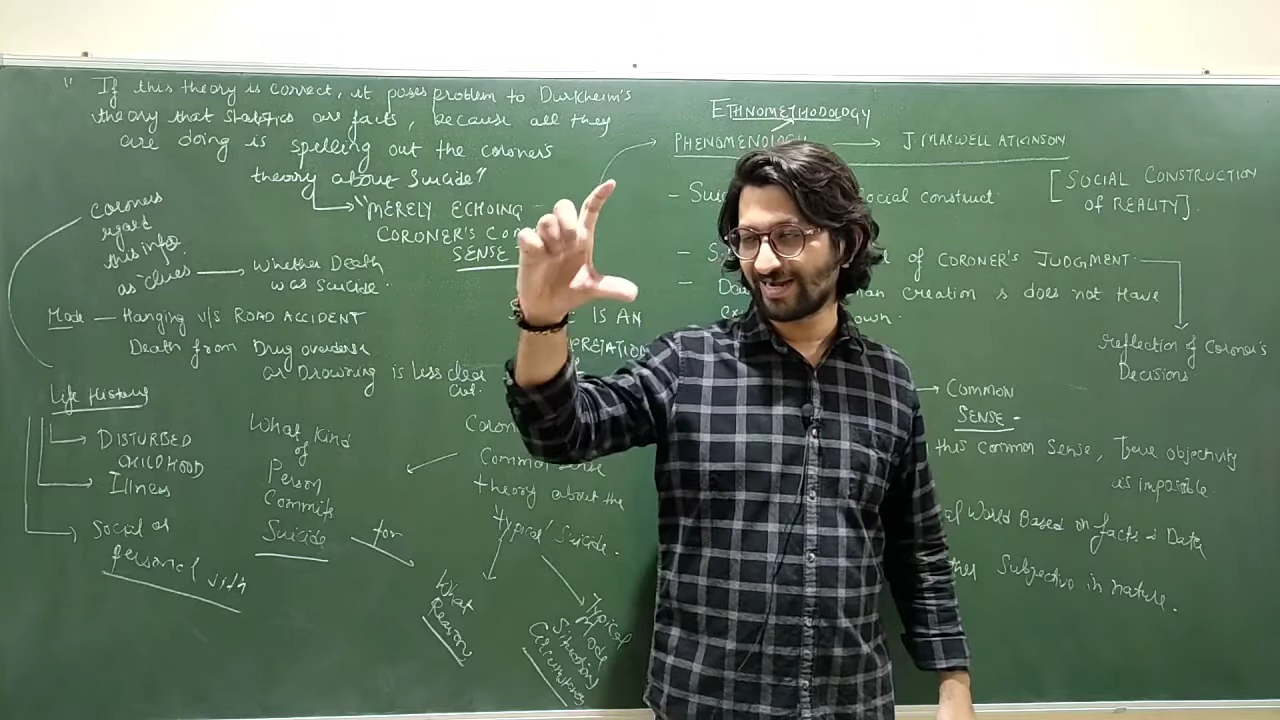 " If this theory is correct, it poses problem to Durkheim's
theory that statistics are facts, because all they
are doing is spelling out the coroner's
theory about suicide"
"MERELY ECHOING
CORONER'S
SENSE
Coroners
regard
this info
as 'clues
whether Death
was suicide.
Mode — Hanging v/s ROAD ACCIDENT
Death from Drug overdose
or Drowning is less clear
cut.
Life History
DISTURBED
CHILDHOOD
Illness
Social or
personal
What kind
of
Person
Commits
Suicide
for
What
Reason
Common sense
theory about the
typical Suicide.
Typical
Mode
Situation
Circumstances
ETHNOMETHODOLOGY
PHENOMENOLOGY → J. MAXWELL ATKINSON
[SOCIAL CONSTRUCTION
OF REALITY].
- social construct
- of CORONER'S JUDGMENT.
- creation & does not have
own.
IS AN
Reflection of Coroner's
Decisions
→ COMMON
SENSE -
this common sense, True objectivity
is impossible.
World Based on facts & Data
Subjective in nature.